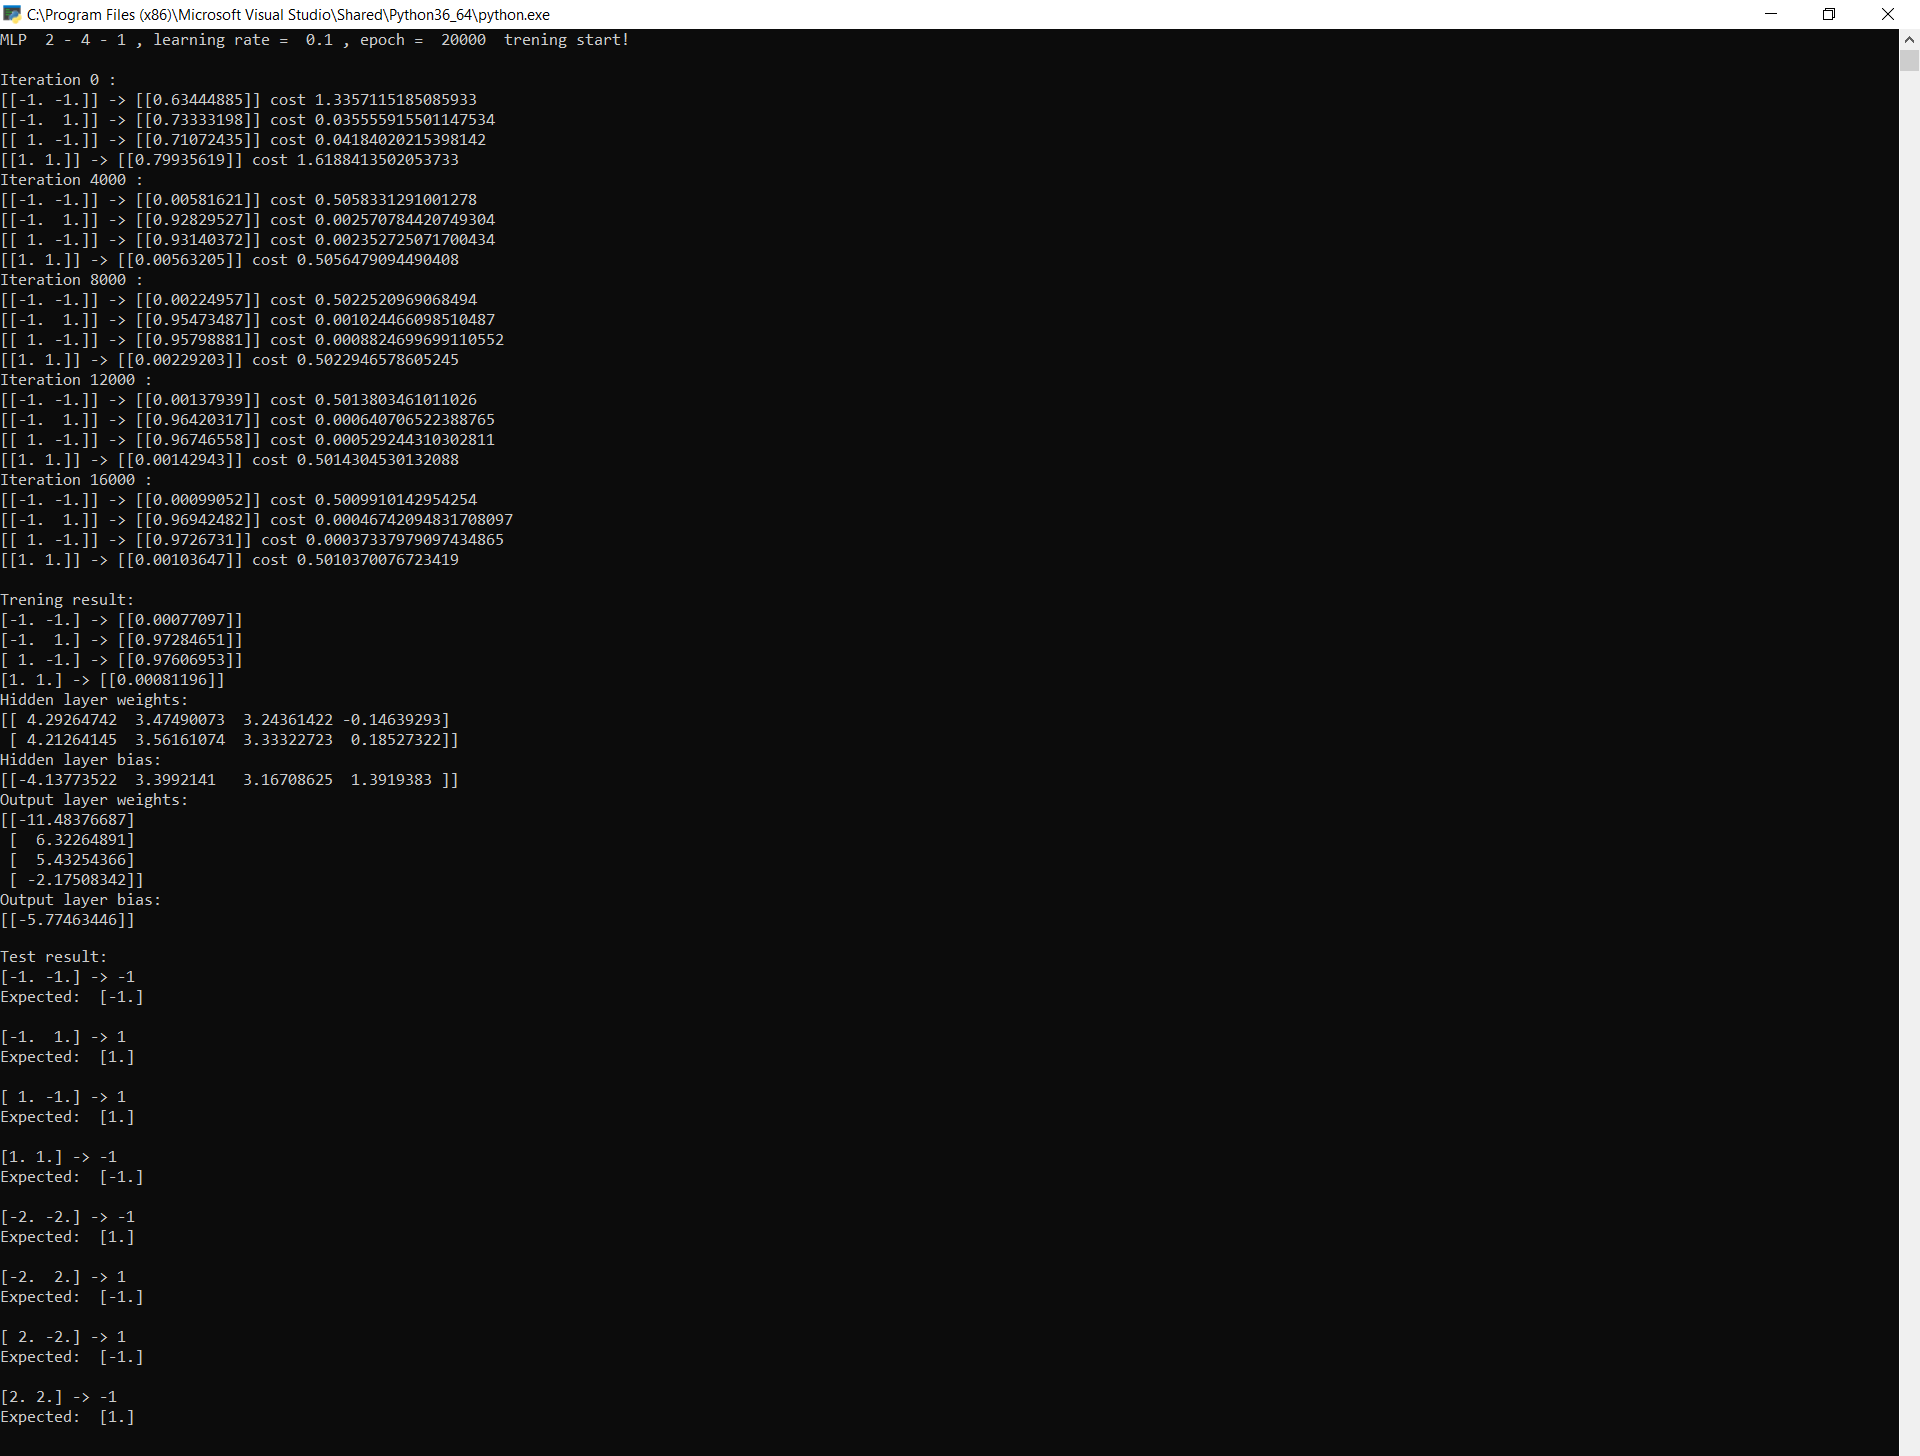 C:\Program Files (x86)\Microsoft Visual Studio\Shared\Python36_64\python.exe
MLP  2 - 4 - 1 , learning rate =  0.1 , epoch =  20000  trening start!
Iteration 0 :
[[-1. -1.]] -> [[0.63444885]] cost 1.3357115185085933
[[-1.  1.]] -> [[0.73333198]] cost 0.035555915501147534
[[ 1. -1.]] -> [[0.71072435]] cost 0.04184020215398142
[[1. 1.]] -> [[0.79935619]] cost 1.6188413502053733
Iteration 4000 :
[[-1. -1.]] -> [[0.00581621]] cost 0.5058331291001278
[[-1.  1.]] -> [[0.92829527]] cost 0.002570784420749304
[[ 1. -1.]] -> [[0.93140372]] cost 0.002352725071700434
[[1. 1.]] -> [[0.00563205]] cost 0.5056479094490408
Iteration 8000 :
[[-1. -1.]] -> [[0.00224957]] cost 0.5022520969068494
[[-1.  1.]] -> [[0.95473487]] cost 0.001024466098510487
[[ 1. -1.]] -> [[0.95798881]] cost 0.0008824699699110552
[[1. 1.]] -> [[0.00229203]] cost 0.5022946578605245
Iteration 12000 :
[[-1. -1.]] -> [[0.00137939]] cost 0.5013803461011026
[[-1.  1.]] -> [[0.96420317]] cost 0.000640706522388765
[[ 1. -1.]] -> [[0.96746558]] cost 0.000529244310302811
[[1. 1.]] -> [[0.00142943]] cost 0.5014304530132088
Iteration 16000 :
[[-1. -1.]] -> [[0.00099052]] cost 0.5009910142954254
[[-1.  1.]] -> [[0.96942482]] cost 0.00046742094831708097
[[ 1. -1.]] -> [[0.9726731]] cost 0.00037337979097434865
[[1. 1.]] -> [[0.00103647]] cost 0.5010370076723419
Trening result:
[-1. -1.] -> [[0.00077097]]
[-1.  1.] -> [[0.97284651]]
[ 1. -1.] -> [[0.97606953]]
[1. 1.] -> [[0.00081196]]
Hidden layer weights:
[[ 4.29264742  3.47490073  3.24361422 -0.14639293]
 [ 4.21264145  3.56161074  3.33322723  0.18527322]]
Hidden layer bias:
[[-4.13773522  3.3992141   3.16708625  1.3919383 ]]
Output layer weights:
[[-11.48376687]
 [  6.32264891]
 [  5.43254366]
 [ -2.17508342]]
Output layer bias:
[[-5.77463446]]
Test result:
[-1. -1.] -> -1
Expected:  [-1.]
[-1.  1.] -> 1
Expected:  [1.]
[ 1. -1.] -> 1
Expected:  [1.]
[1. 1.] -> -1
Expected:  [-1.]
[-2. -2.] -> -1
Expected:  [1.]
[-2.  2.] -> 1
Expected:  [-1.]
[ 2. -2.] -> 1
Expected:  [-1.]
[2. 2.] -> -1
Expected:  [1.]